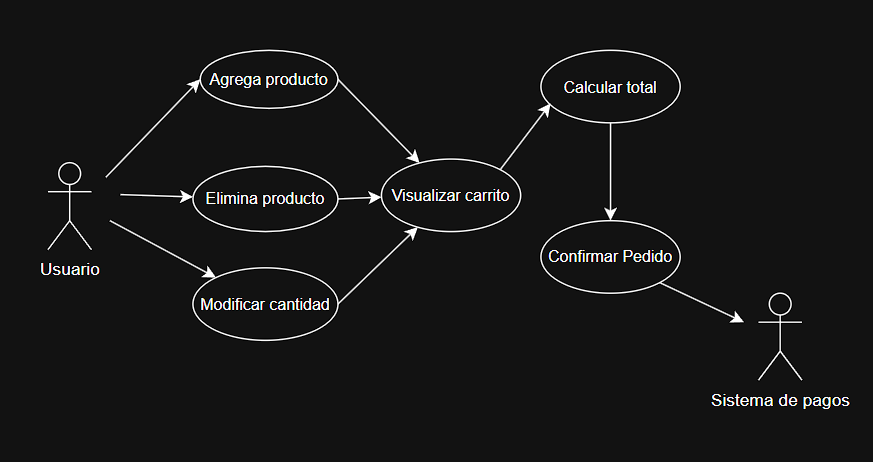 Agrega producto
Calcular total
Elimina producto
Visualizar carrito
Usuario
Confirmar Pedido
Modificar cantidad
Sistema de pagos